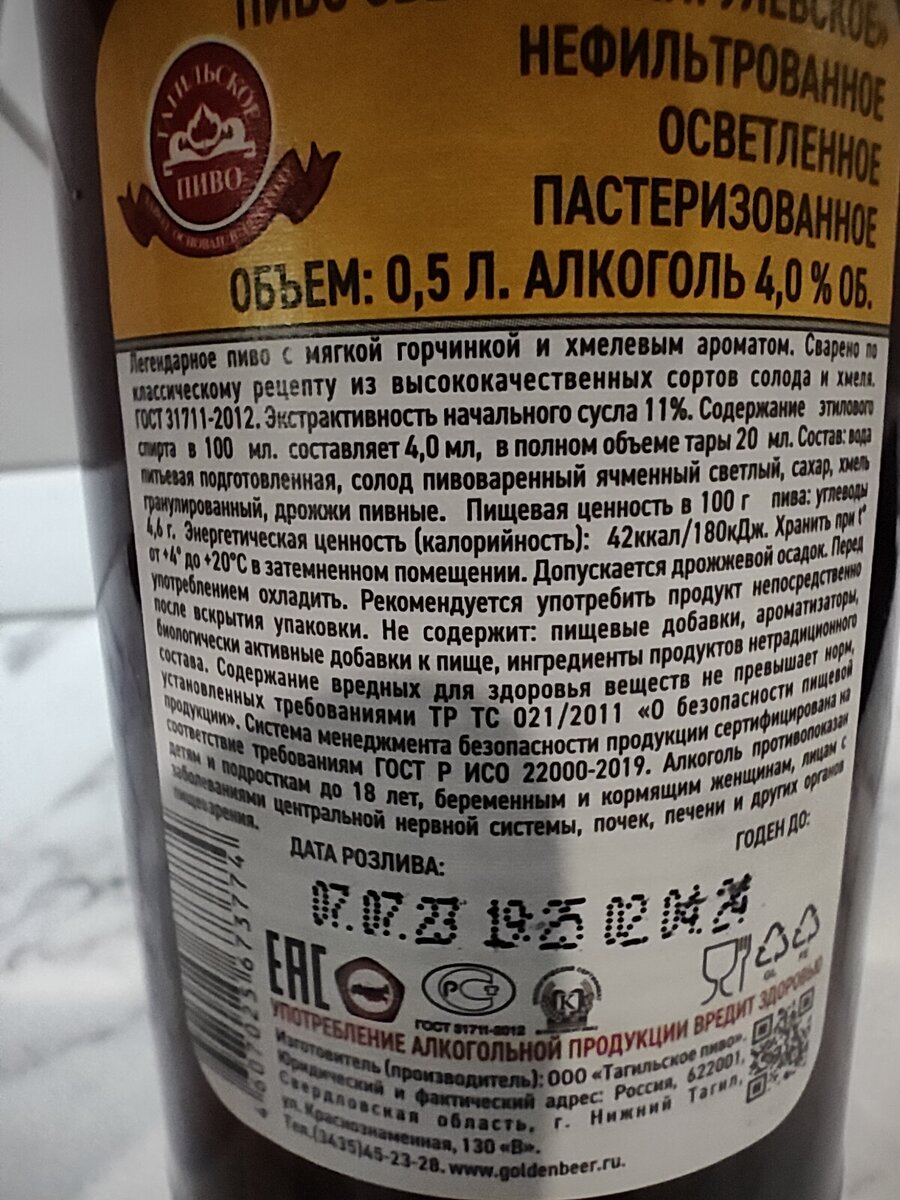 ПИВО
НЕФИЛЬТРОВАННОЕ
ОСВЕТЛЕННОЕ
ПАСТЕРИЗОВАННОЕ
ОБЪЕМ: 0,5 Л. АЛКОГОЛЬ 4,0 % ОБ.
ТАГИЛЬСКОЕ
ПИВО
Легендарное пиво с мягкой горчинкой и хмелевым ароматом. Сварено по
классическому рецепту из высококачественных сортов солода и хмеля.
ГОСТ 31711-2012. Экстрактивность начального сусла 11%. Содержание этилового
спирта в 100 мл. составляет 4,0 мл, в полном объеме тары 20 мл. Состав: вода
питьевая подготовленная, солод пивоваренный ячменный светлый, сахар, хмель
гранулированный, дрожжи пивные. Пищевая ценность в 100 г пива: углеводы
4,6 г. Энергетическая ценность (калорийность): 42ккал/180кДж. Хранить при t°
от +4° до +20°С в затемненном помещении. Допускается дрожжевой осадок. Перед
употреблением охладить. Рекомендуется употребить продукт непосредственно
после вскрытия упаковки. Не содержит: пищевые добавки, ароматизаторы,
биологически активные добавки к пище, ингредиенты продуктов нетрадиционного
состава. Содержание вредных для здоровья веществ не превышает норм,
установленных требованиями ТР ТС 021/2011 «О безопасности пищевой
продукции». Система менеджмента безопасности продукции сертифицирована на
соответствие требованиям ГОСТ Р ИСО 22000-2019. Алкоголь противопоказан
детям и подросткам до 18 лет, беременным и кормящим женщинам, лицам с
заболеваниями центральной нервной системы, почек, печени и других органов
пищеварения.
ДАТА РОЗЛИВА:
ГОДЕН ДО:
07.07.23 19:25 02 04 24
4 607023 673774
EAC
РСТ
ГОСТ 31711-2012
К
GL
FE
УПОТРЕБЛЕНИЕ АЛКОГОЛЬНОЙ ПРОДУКЦИИ ВРЕДИТ ЗДОРОВЬЮ
Изготовитель (производитель): ООО «Тагильское пиво».
Юридический и фактический адрес: Россия, 622001,
Свердловская область, г. Нижний Тагил,
ул. Краснознаменная, 130 «В».
Тел.(3435)45-23-28. www.goldenbeer.ru.